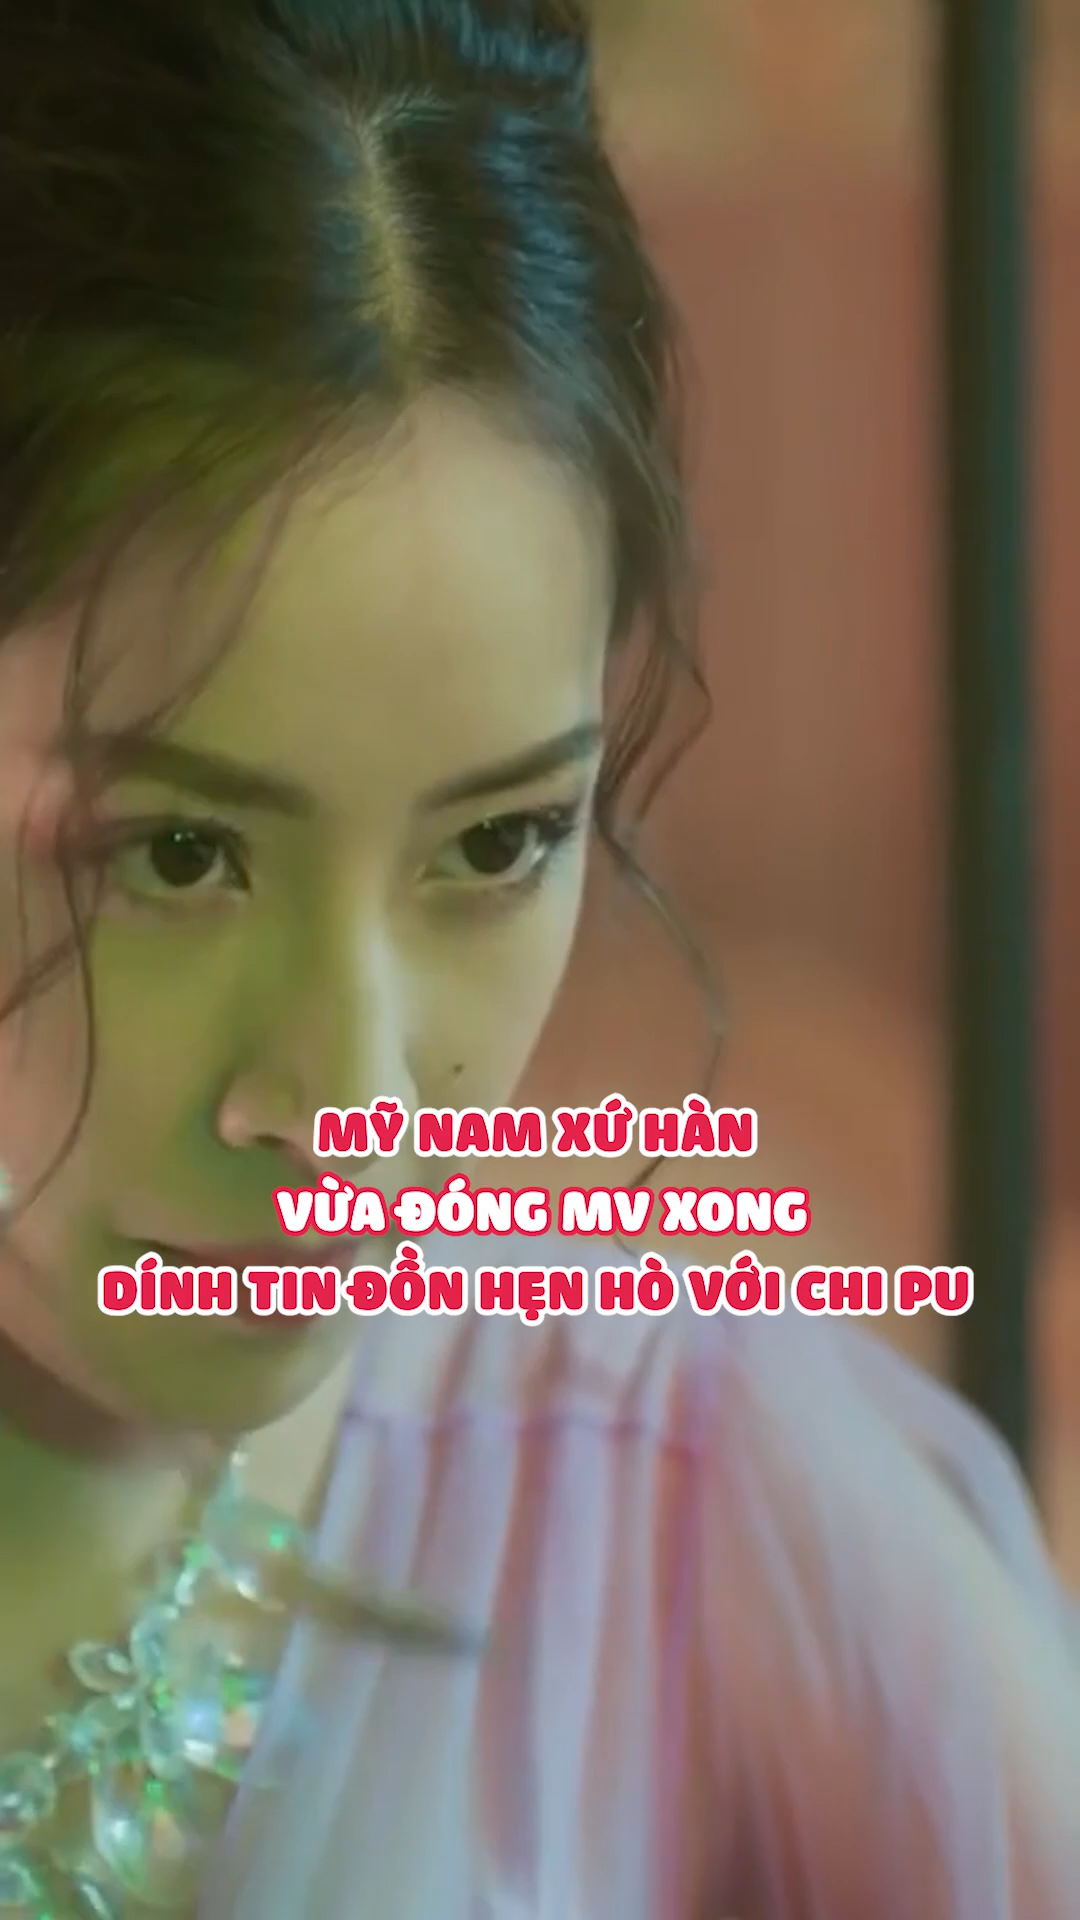 MỸ NAM XỨ HÀN
VỪA ĐÓNG MV XONG
DÍNH TIN ĐỒN HẸN HÒ VỚI CHI PU